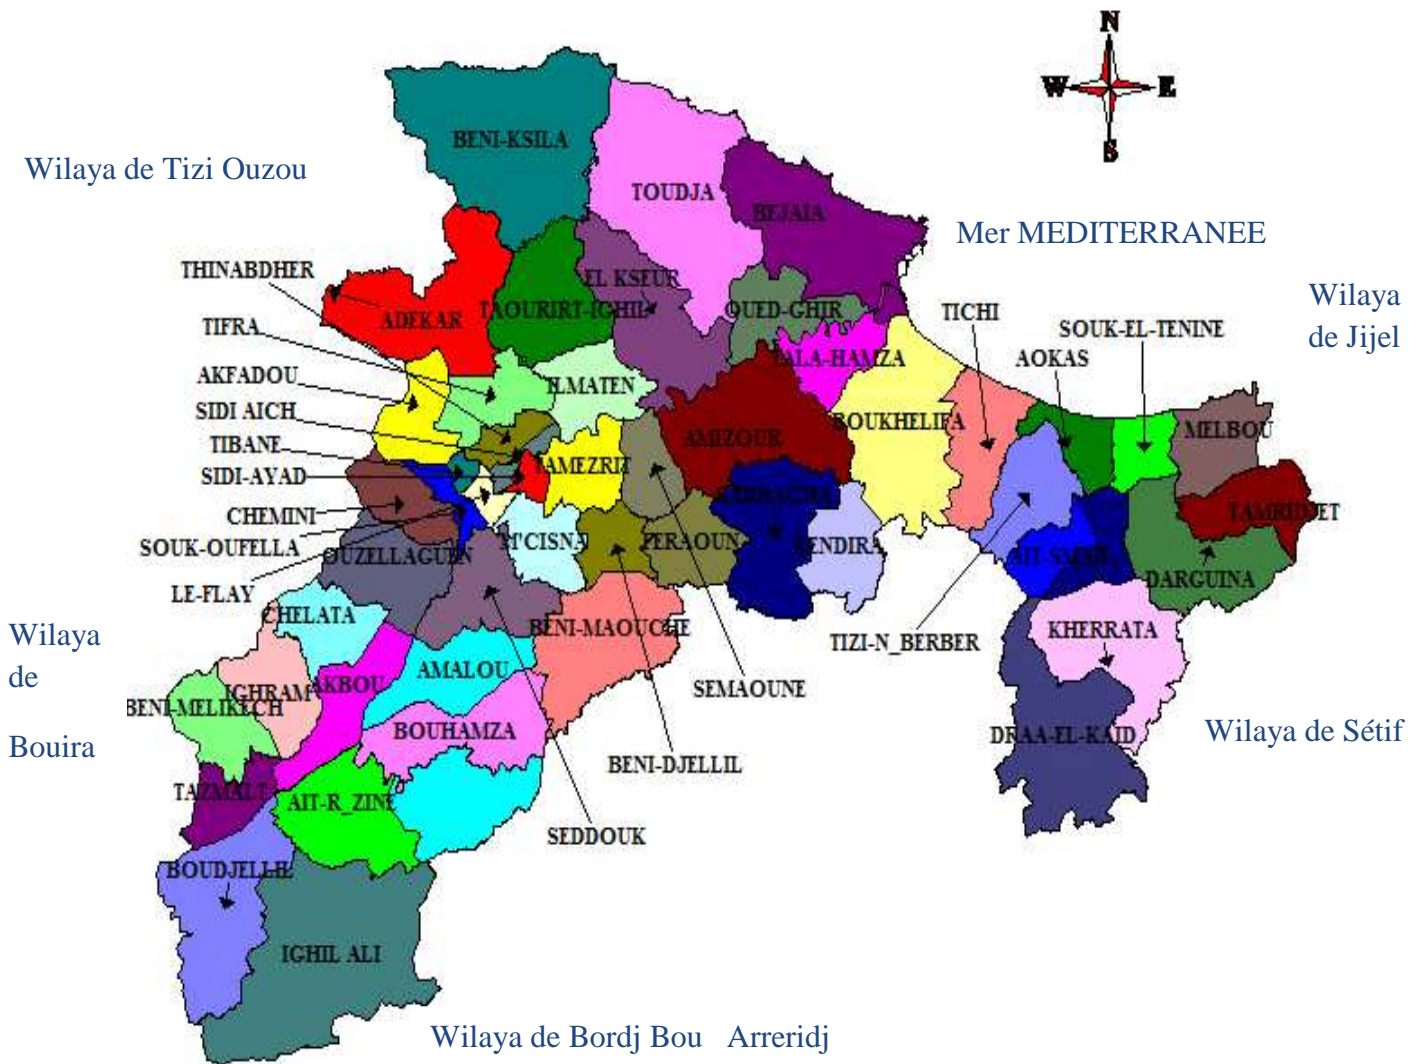 N
W
E
S
BENI-KSILA
Wilaya de Tizi Ouzou
TOUDJA
BEJAIA
Mer MEDITERRANEE
THINABDHER
EL KSEUR
Wilaya
de Jijel
ADEKAR
TAOURIRT-IGHIL
OUED-GHIR
TICHI
SOUK-EL-TENINE
TIFRA
TALA-HAMZA
AOKAS
AKFADOU
ILMATEN
SIDI AICH
BOUKHELIFA
MELBOU
TIBANE
AMIZOUR
SIDI-AYAD
TAMEZRIT
BARBACHA
CHEMINI
TAMRIDJET
SOUK-OUFELLA
OUZELLAGUEN
M'CISNA
FERAOUN
KENDIRA
AIT-SMAIL
DARGUINA
LE-FLAY
CHELATA
BENI-MAOUCHE
TIZI-N_BERBER
KHERRATA
Wilaya
de
Bouira
AMALOU
SEMAOUNE
IGHRAM
AKBOU
BENI-MELIKECH
BOUHAMZA
DRAA-EL-KAID
Wilaya de Sétif
BENI-DJELLIL
TAZMALT
AIT-R_ZINE
SEDDOUK
BOUDJELLIL
IGHIL ALI
Wilaya de Bordj Bou Arreridj